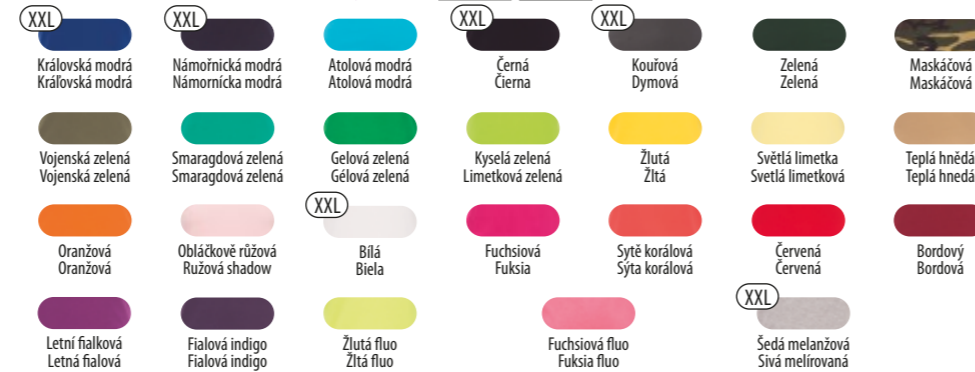 XXL
Královská modrá
Kráľovská modrá
XXL
Námořnická modrá
Námornícka modrá
Atolová modrá
Atolová modrá
XXL
Černá
Čierna
XXL
Kouřová
Dymová
Zelená
Zelená
Maskáčová
Maskáčová
Vojenská zelená
Vojenská zelená
Smaragdová zelená
Smaragdová zelená
Gelová zelená
Gélová zelená
Kyselá zelená
Limetková zelená
Žlutá
Žltá
Světlá limetka
Svetlá limetková
Teplá hnědá
Teplá hnedá
Oranžová
Oranžová
Obláčkově růžová
Ružová shadow
XXL
Bílá
Biela
Fuchsiová
Fuksia
Sytě korálová
Sýta korálová
Červená
Červená
Bordový
Bordová
Letní fialková
Letná fialová
Fialová indigo
Fialová indigo
Žlutá fluo
Žltá fluo
Fuchsiová fluo
Fuksia fluo
XXL
Šedá melanžová
Sivá melírovaná